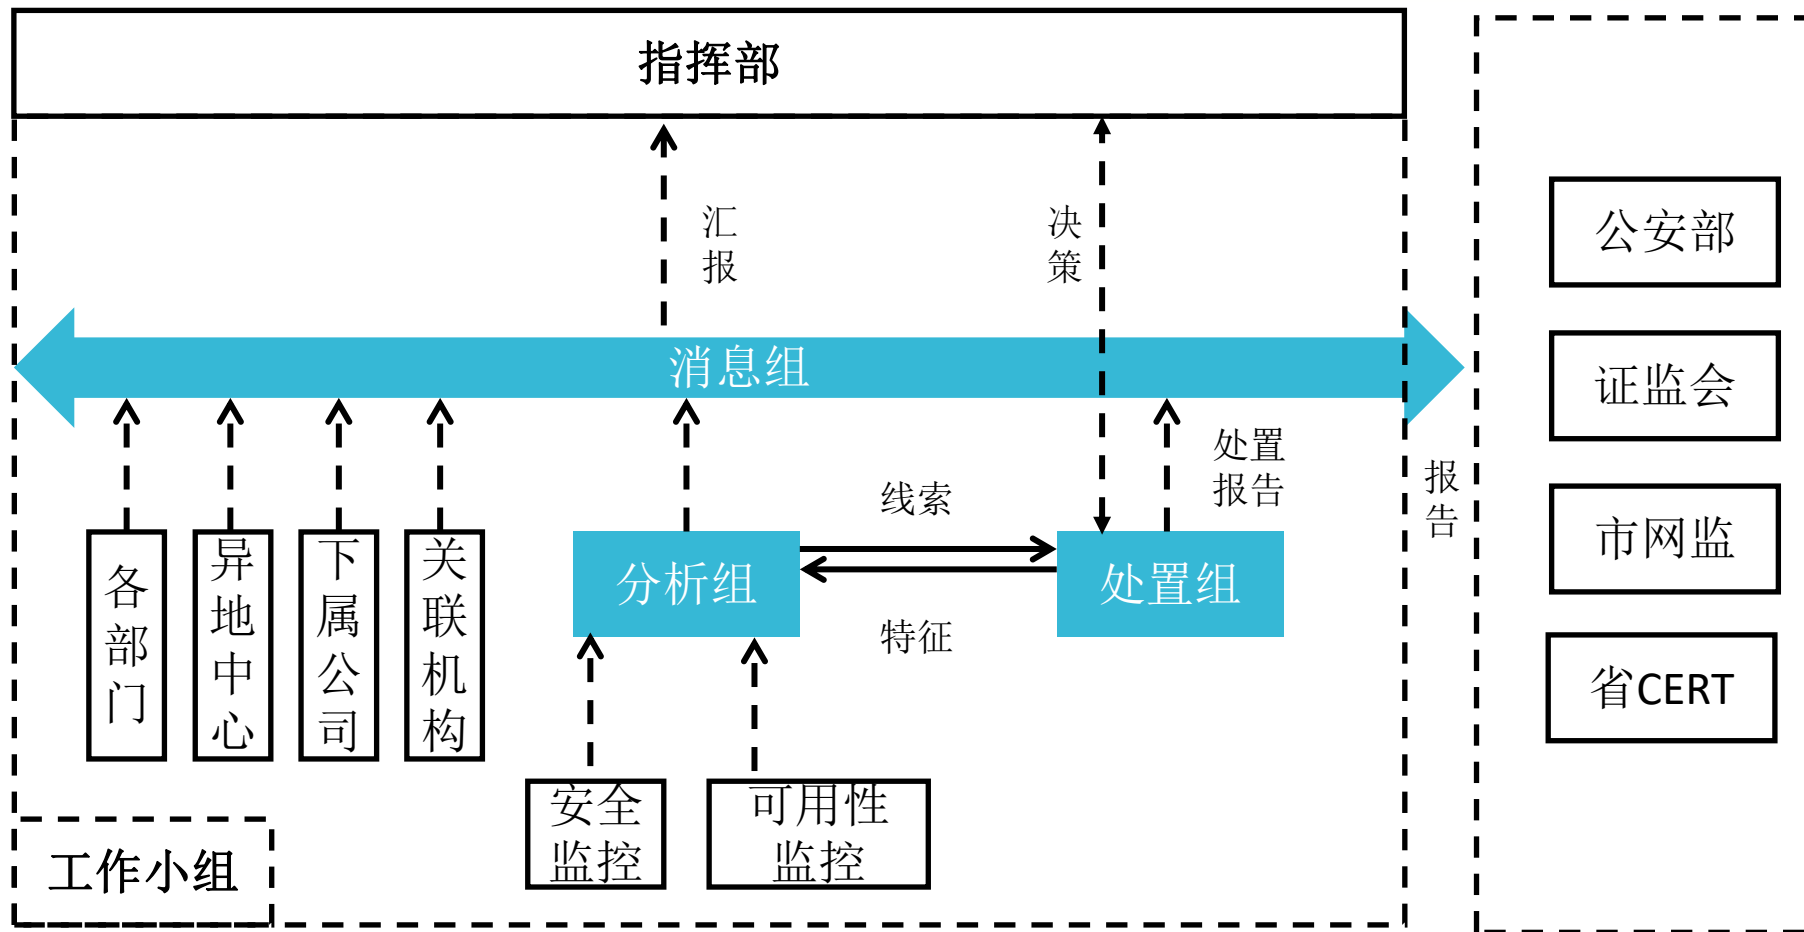 指挥部
汇报
决策
消息组
处置
报告
报告
线索
特征
各部门
异地中心
下属公司
关联机构
分析组
处置组
安全
监控
可用性
监控
工作小组
公安部
证监会
市网监
省CERT